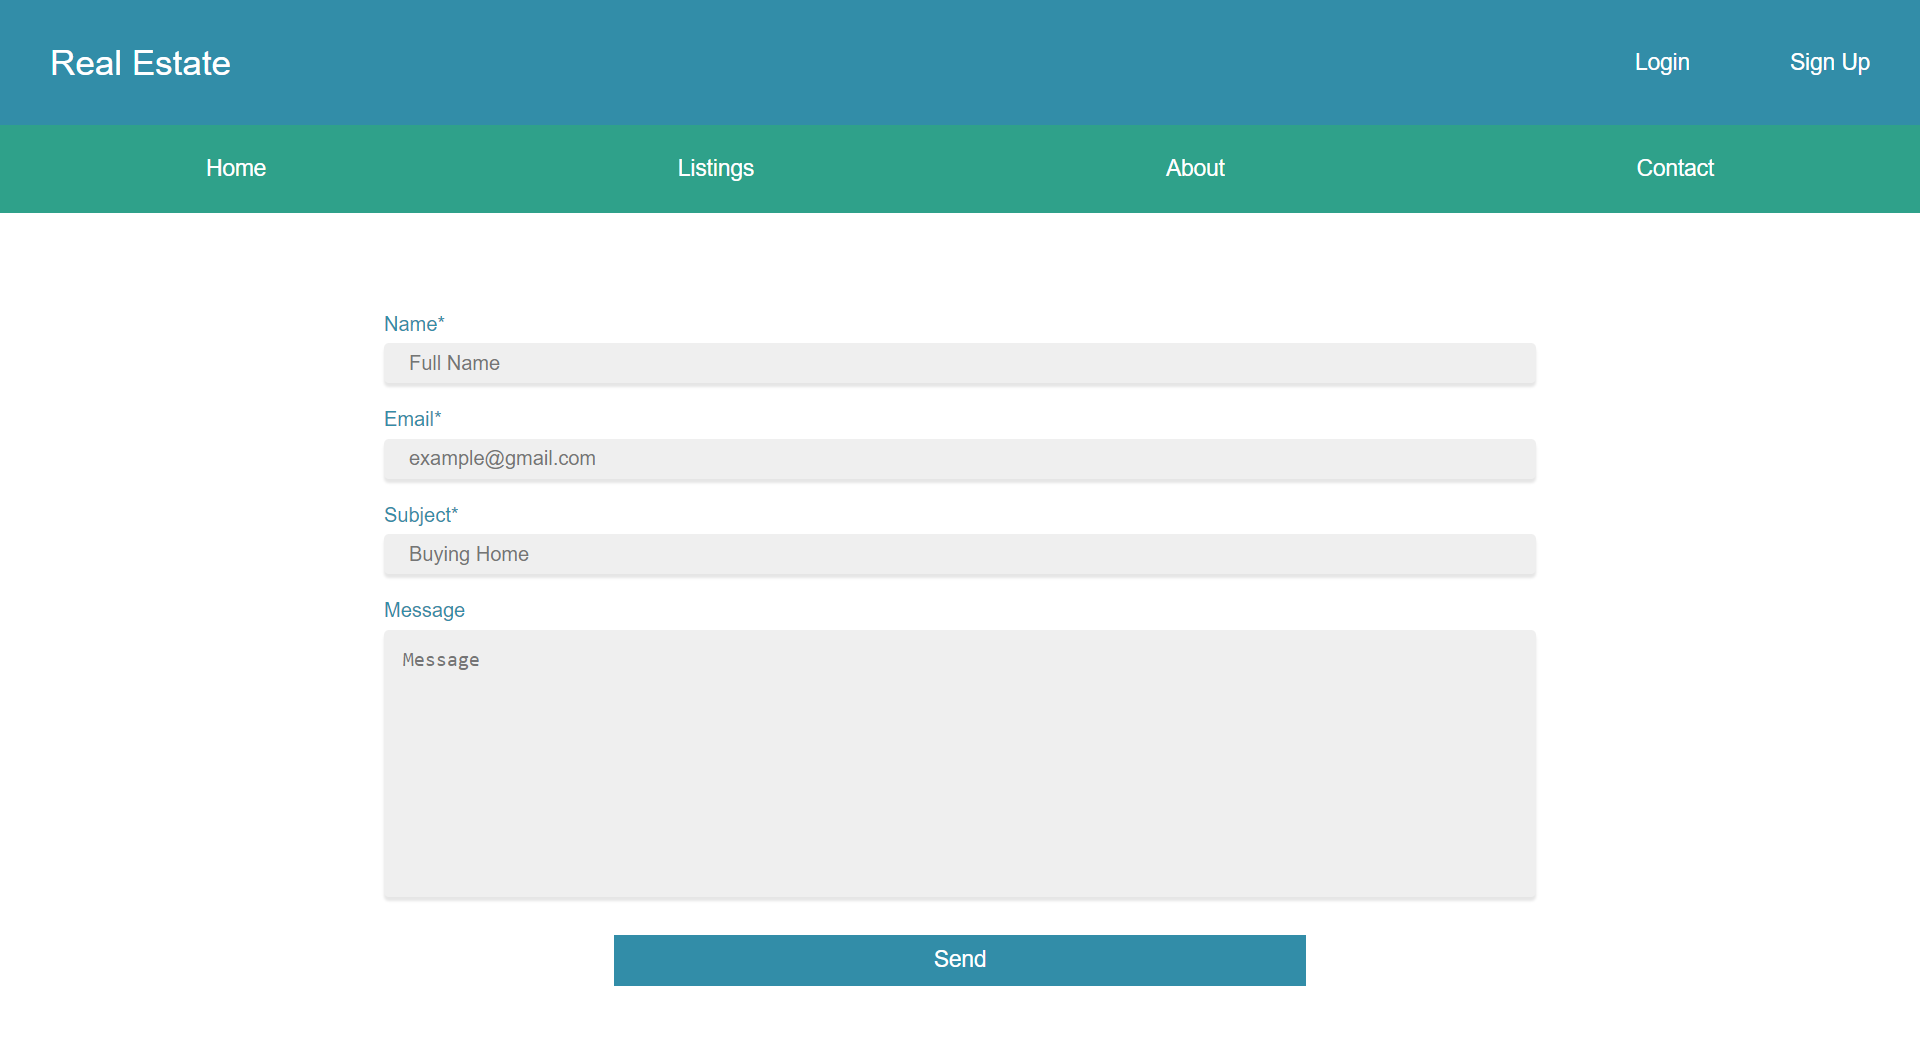 Real Estate
Login
Sign Up
Home
Listings
About
Contact
Name*
Full Name
Email*
example@gmail.com
Subject*
Buying Home
Message
Message
Send